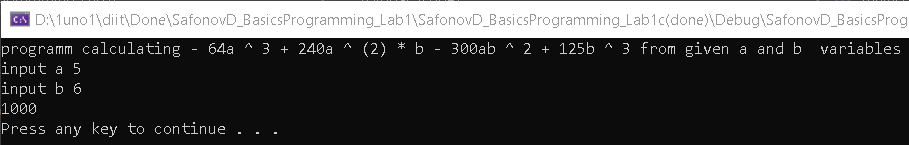 D:\1uno1\diit\Done\SafonovD_BasicsProgramming_Lab1\SafonovD_BasicsProgramming_Lab1c(done)\Debug\SafonovD_BasicsProg
programm calculating - 64a ^ 3 + 240a ^ (2) * b - 300ab ^ 2 + 125b ^ 3 from given a and b  variables
input a 5
input b 6
1000
Press any key to continue . . .